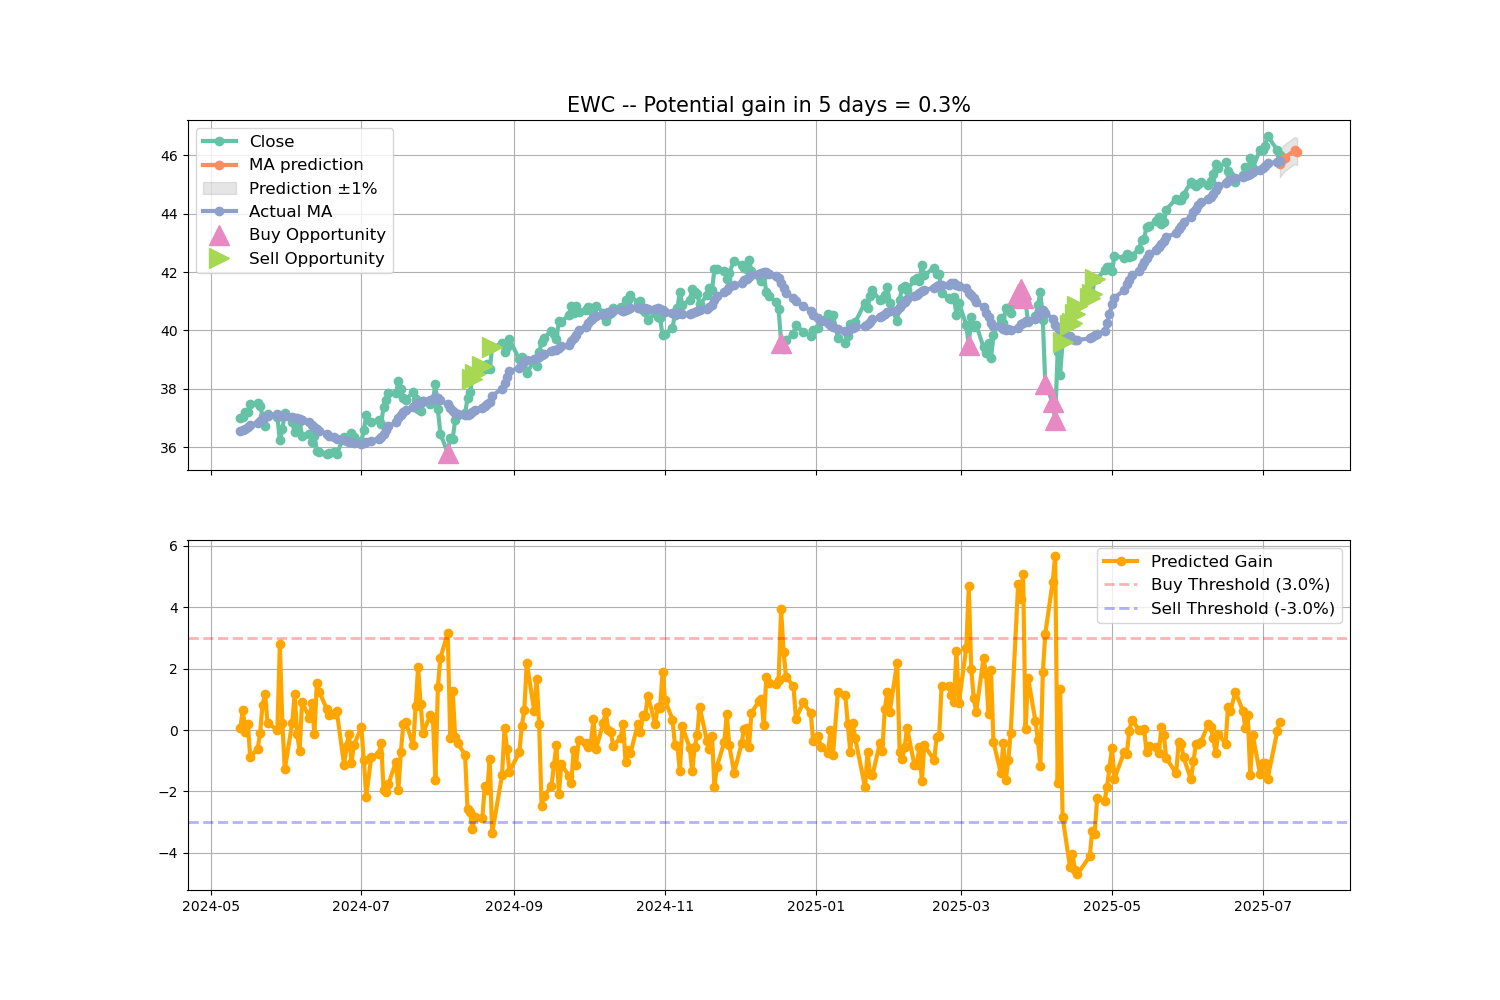 EWC -- Potential gain in 5 days = 0.3%
Close
MA prediction
Prediction ±1%
Actual MA
Buy Opportunity
Sell Opportunity
46
44
42
40
38
36
Predicted Gain
Buy Threshold (3.0%)
Sell Threshold (-3.0%)
6
4
2
0
−2
−4
2024-05
2024-07
2024-09
2024-11
2025-01
2025-03
2025-05
2025-07